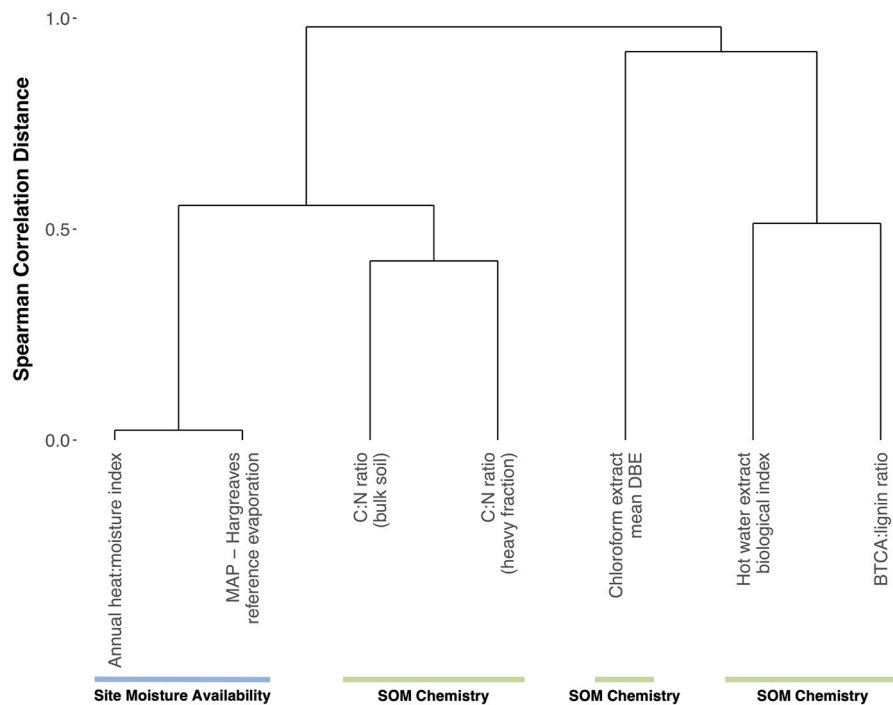 Spearman Correlation Distance
1.0
0.5
0.0
Annual heat:moisture index
MAP – Hargreaves
reference evaporation
C:N ratio
(bulk soil)
C:N ratio
(heavy fraction)
Chloroform extract
mean DBE
Hot water extract
biological index
BTCA:lignin ratio
Site Moisture Availability
SOM Chemistry
SOM Chemistry
SOM Chemistry